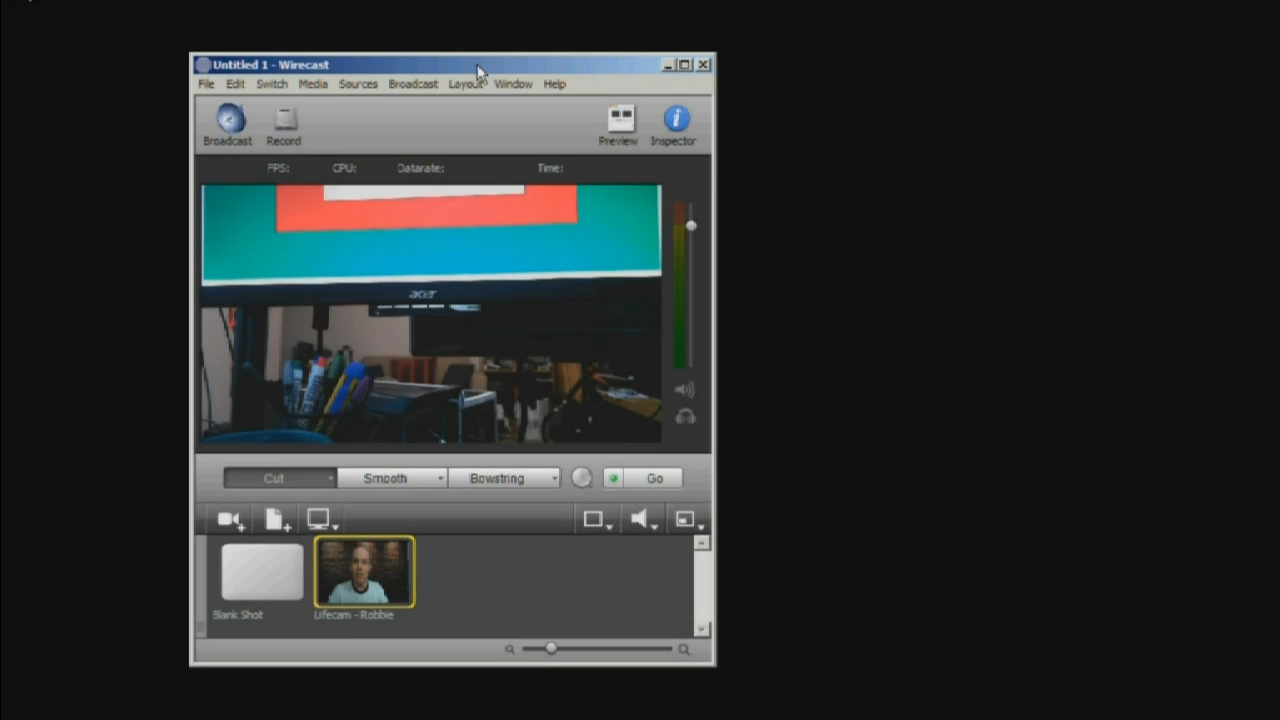 Untitled 1 - Wirecast
File Edit Switch Media Sources Broadcast Layout Window Help
Broadcast Record Preview Inspector
FPS: CPU: Datarate: Time:
acer
Cut Smooth Bowstring Go
Blank Shot Lifecam - Robbie